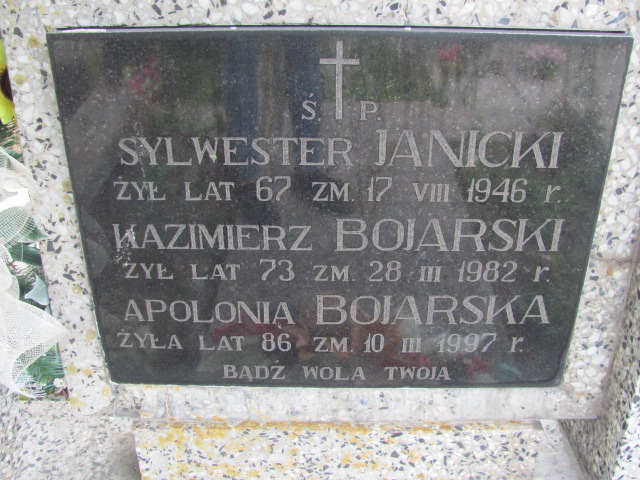 Ś. P.
SYLWESTER JANICKI
ŻYŁ LAT 67 ZM. 17 VIII 1946 r.
KAZIMIERZ BOJARSKI
ŻYŁ LAT 73 ZM. 28 III 1982 r.
APOLONIA BOJARSKA
ŻYŁA LAT 86 ZM. 10 III 1997 r.
BĄDŹ WOLA TWOJA